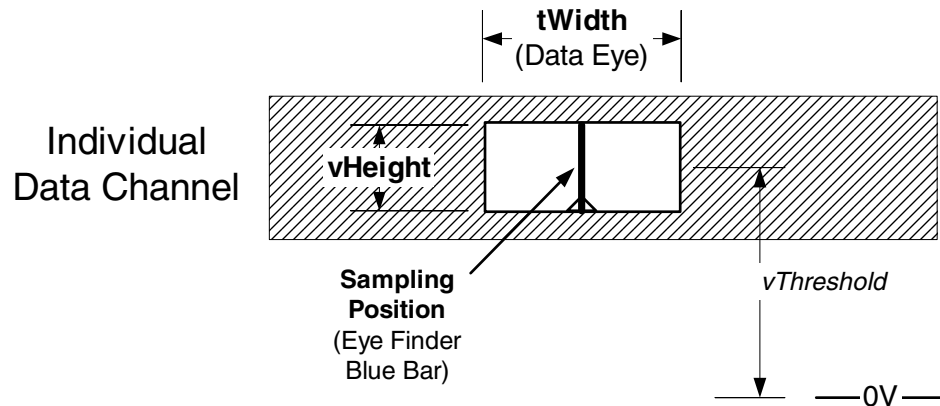 tWidth
(Data Eye)
Individual
Data Channel
vHeight
Sampling
Position
(Eye Finder
Blue Bar)
vThreshold
0V